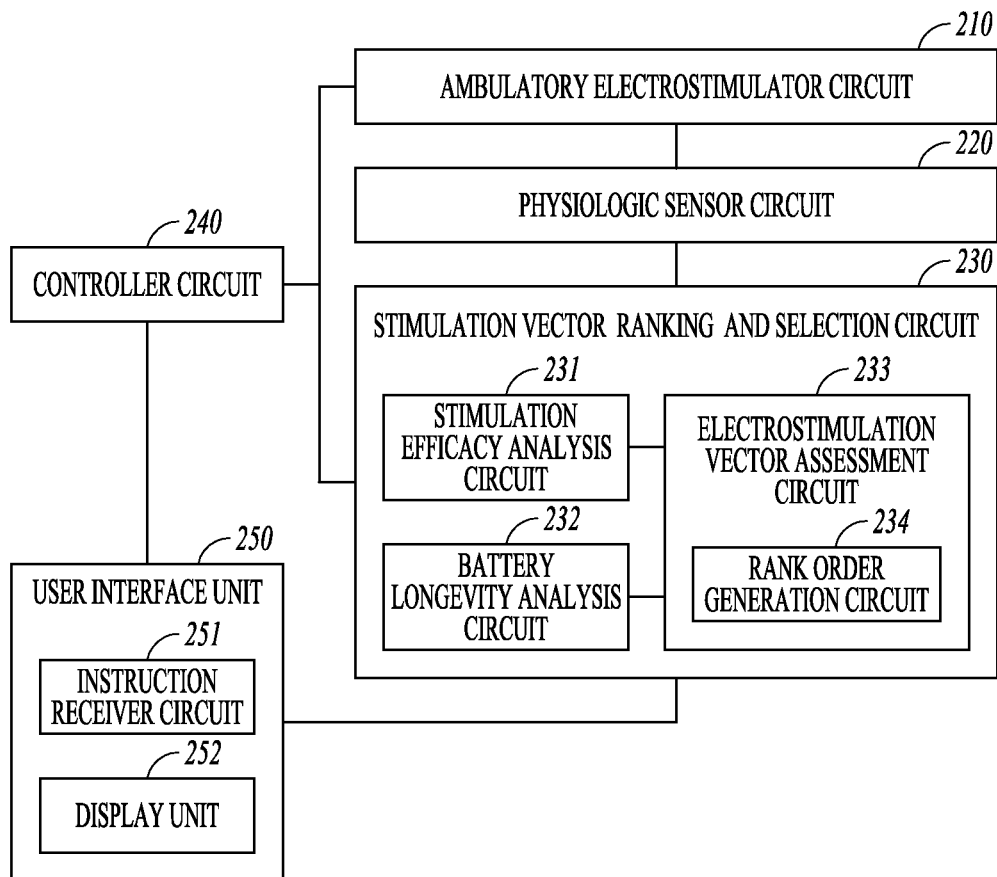 210
AMBULATORY ELECTROSTIMULATOR CIRCUIT
220
PHYSIOLOGIC SENSOR CIRCUIT
240
CONTROLLER CIRCUIT
230
STIMULATION VECTOR RANKING AND SELECTION CIRCUIT
231
STIMULATION
EFFICACY ANALYSIS
CIRCUIT
233
ELECTROSTIMULATION
VECTOR ASSESSMENT
CIRCUIT
232
BATTERY
LONGEVITY ANALYSIS
CIRCUIT
234
RANK ORDER
GENERATION CIRCUIT
250
USER INTERFACE UNIT
251
INSTRUCTION
RECEIVER CIRCUIT
252
DISPLAY UNIT